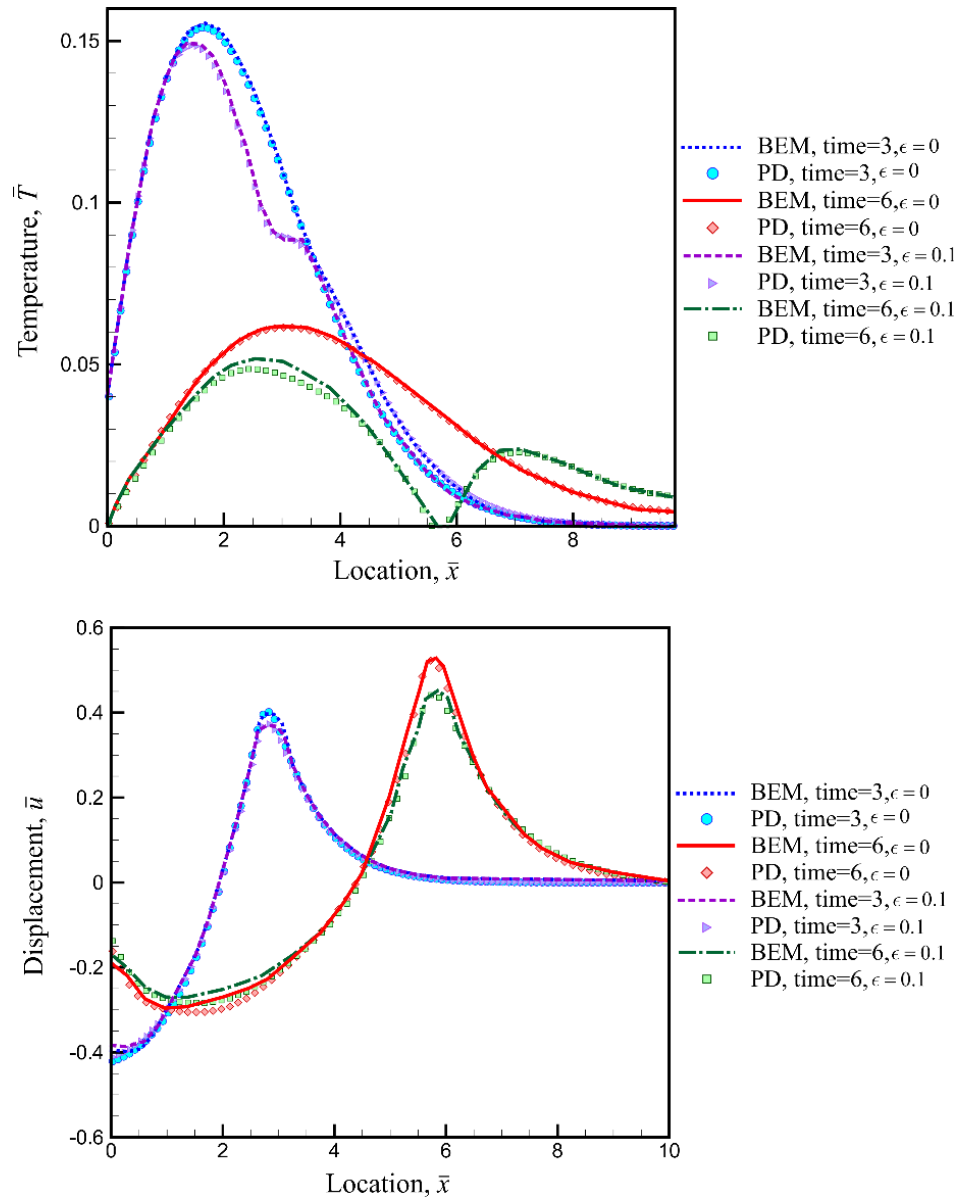 0.15
0.1
0.05
0
Temperature, T̄
0 2 4 6 8
Location, x̄
BEM, time=3,ϵ = 0
PD, time=3,ϵ = 0
BEM, time=6,ϵ = 0
PD, time=6,ϵ = 0
BEM, time=3,ϵ = 0.1
PD, time=3,ϵ = 0.1
BEM, time=6,ϵ = 0.1
PD, time=6,ϵ = 0.1
0.6
0.4
0.2
0
-0.2
-0.4
-0.6
Displacement, ū
0 2 4 6 8 10
Location, x̄
BEM, time=3,ϵ = 0
PD, time=3,ϵ = 0
BEM, time=6,ϵ = 0
PD, time=6,ϵ = 0
BEM, time=3,ϵ = 0.1
PD, time=3,ϵ = 0.1
BEM, time=6,ϵ = 0.1
PD, time=6,ϵ = 0.1